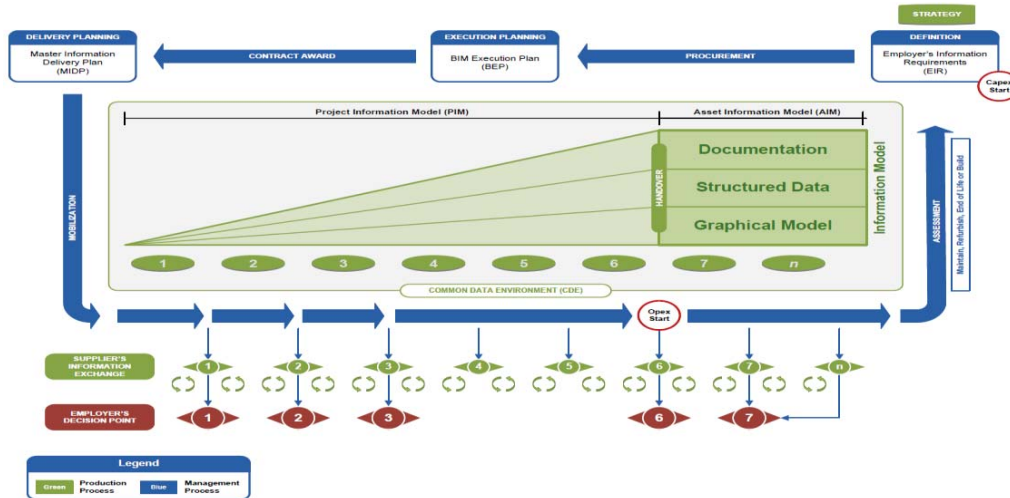 STRATEGY
DELIVERY PLANNING
Master Information
Delivery Plan
(MIDP)
CONTRACT AWARD
EXECUTION PLANNING
BIM Execution Plan
(BEP)
PROCUREMENT
DEFINITION
Employer's Information
Requirements
(EIR)
Capex
Start
Project Information Model (PIM)
Asset Information Model (AIM)
HANDOVER
Documentation
Structured Data
Graphical Model
Information Model
MOBILIZATION
ASSESSMENT
Maintain, Refurbish, End of Life or Build
1 2 3 4 5 6 7 n
COMMON DATA ENVIRONMENT (CDE)
Opex
Start
SUPPLIER'S
INFORMATION
EXCHANGE
1 2 3 4 5 6 7 n
EMPLOYER'S
DECISION POINT
1 2 3 6 7
Legend
Green
Production
Process
Blue
Management
Process